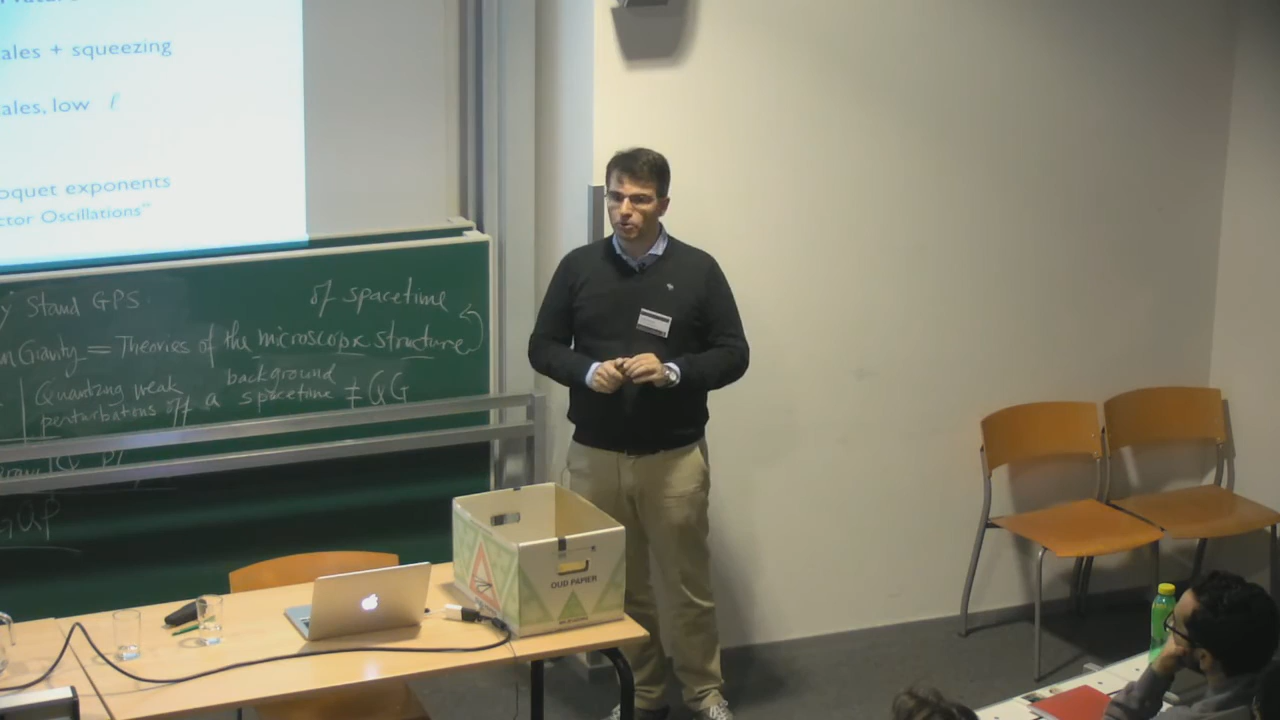 ales + squeezing
ales, low ℓ
oquet exponents
ctor Oscillations"
y Stand GPS
of spacetime
n Gravity = Theories of the microscopic structure
Quantizing weak
perturbations off a background spacetime ≠ QG
OUD PAPIER